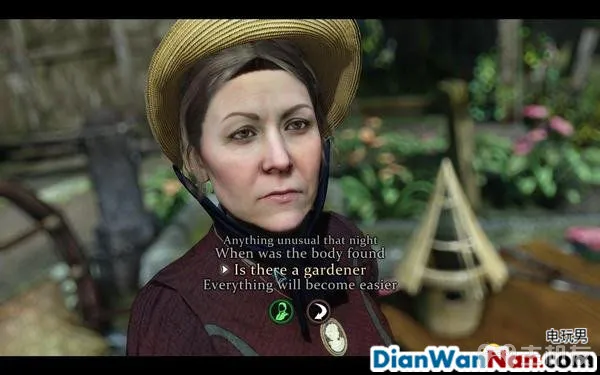 Anything unusual that night
When was the body found
Is there a gardener
Everything will become easier
电玩男
DianWanNan.com